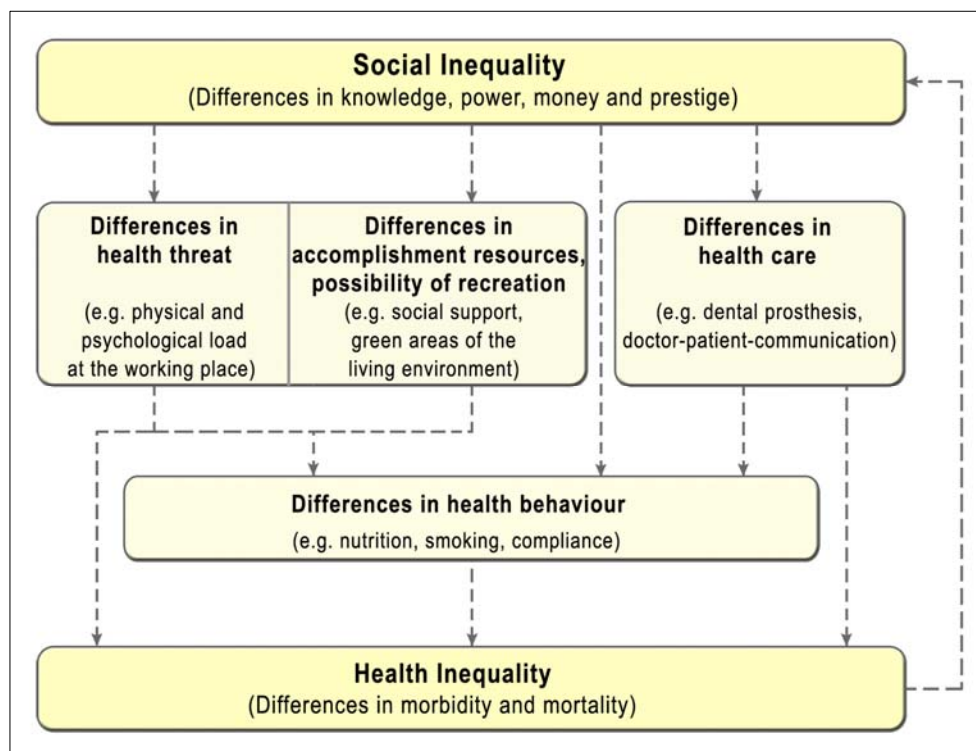 Social Inequality
(Differences in knowledge, power, money and prestige)
Differences in
health threat
(e.g. physical and
psychological load
at the working place)
Differences in
accomplishment resources,
possibility of recreation
(e.g. social support,
green areas of the
living environment)
Differences in
health care
(e.g. dental prosthesis,
doctor-patient-communication)
Differences in health behaviour
(e.g. nutrition, smoking, compliance)
Health Inequality
(Differences in morbidity and mortality)